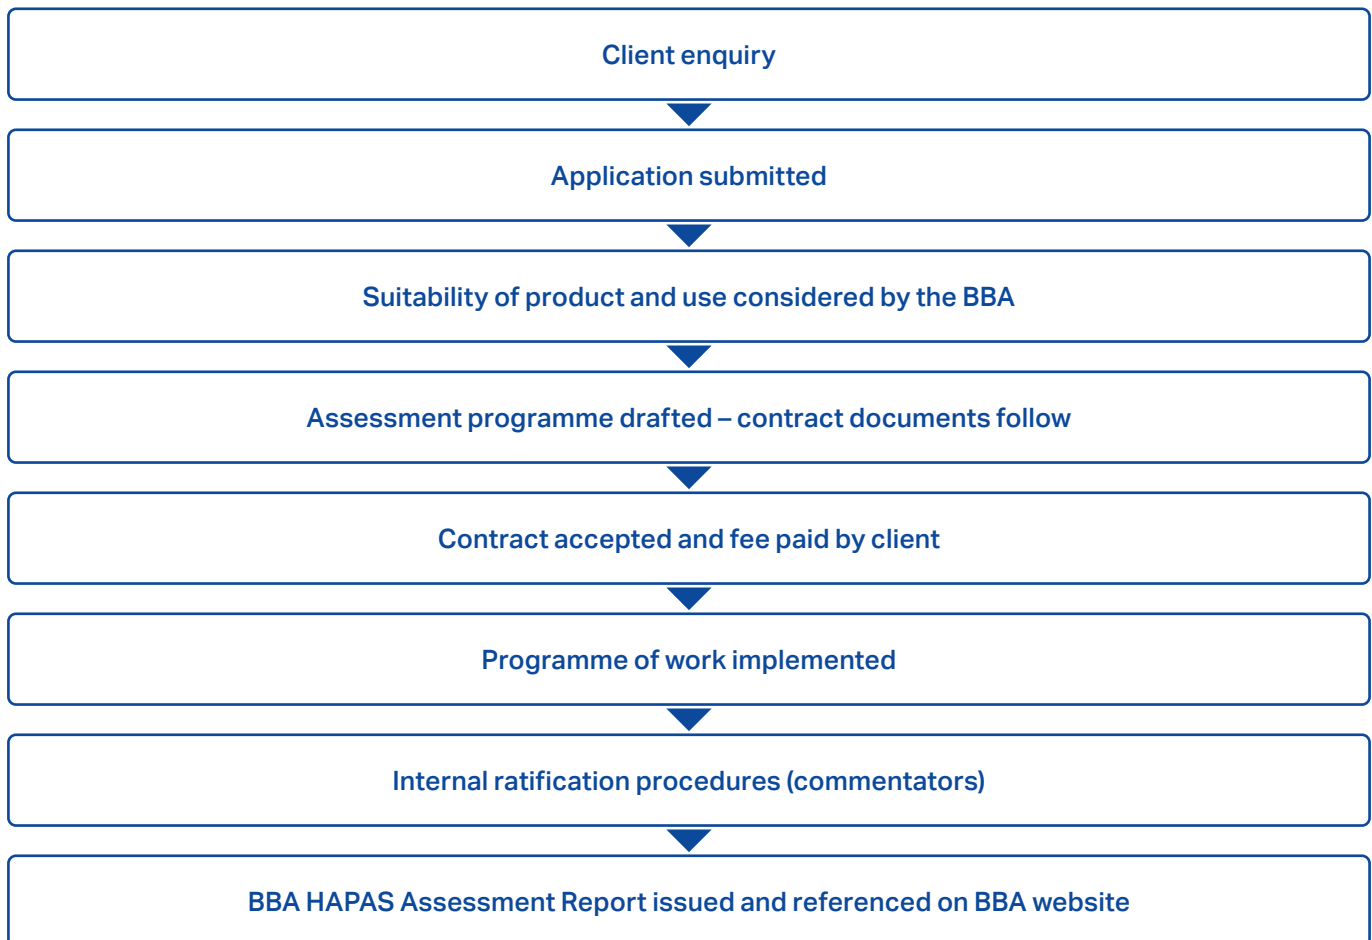 Client enquiry
Application submitted
Suitability of product and use considered by the BBA
Assessment programme drafted – contract documents follow
Contract accepted and fee paid by client
Programme of work implemented
Internal ratification procedures (commentators)
BBA HAPAS Assessment Report issued and referenced on BBA website